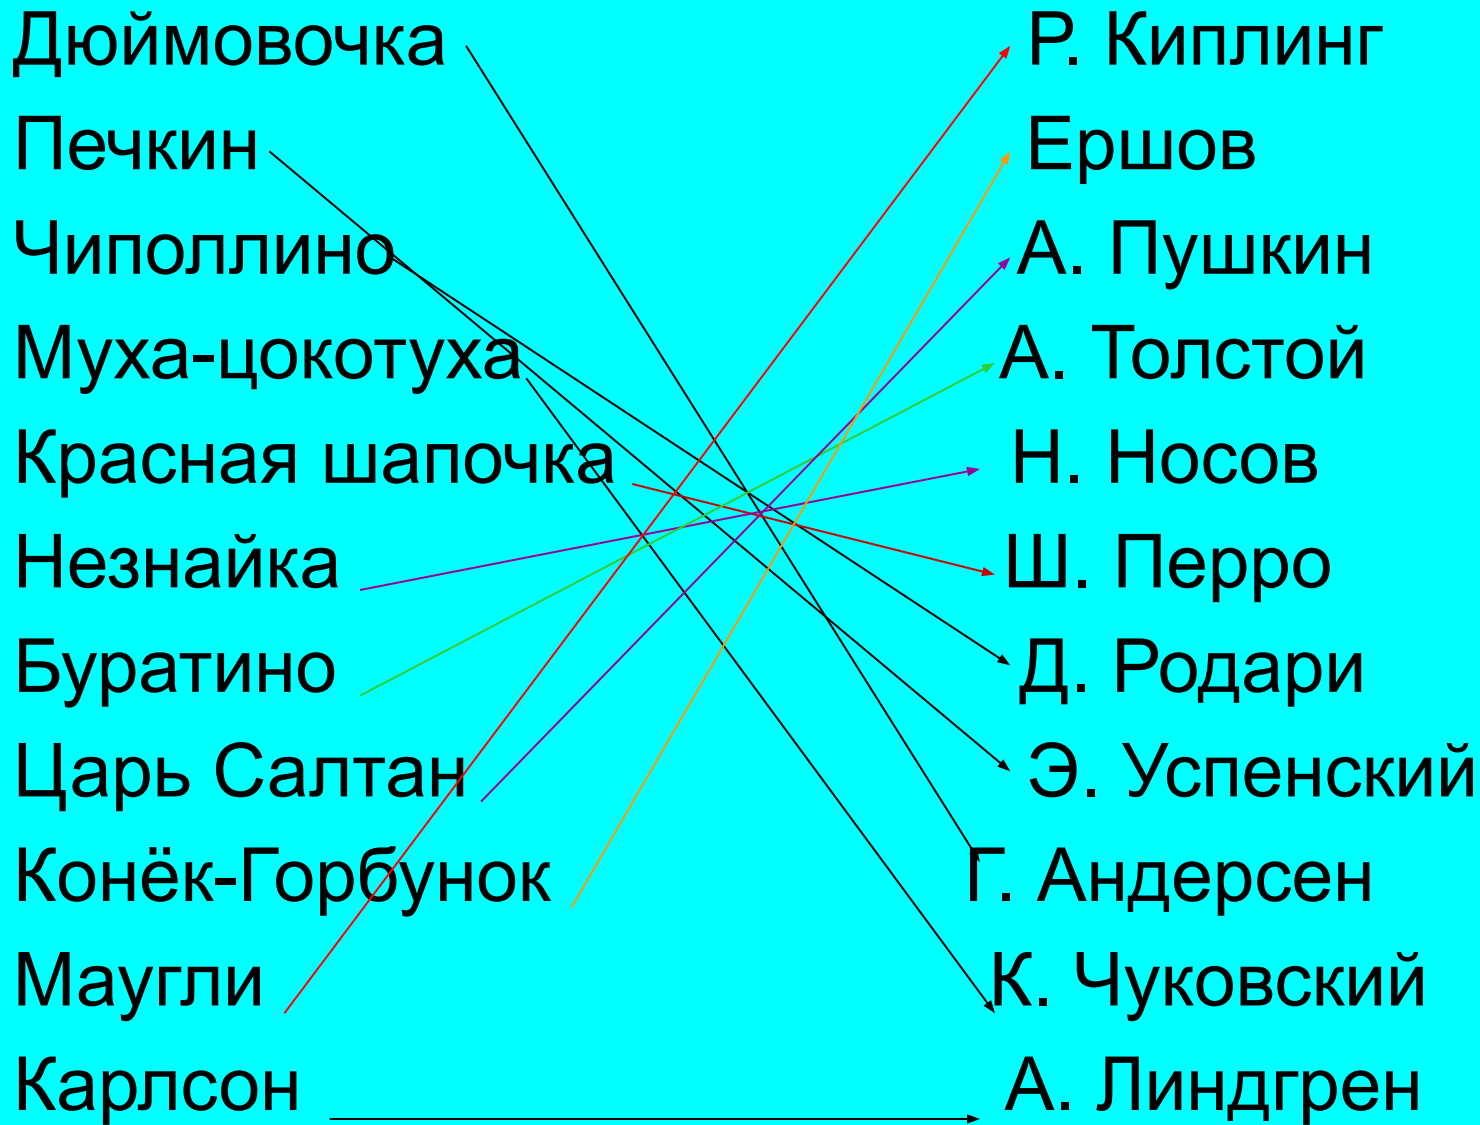 Дюймовочка Р. Киплинг
Печкин Ершов
Чиполлино А. Пушкин
Муха-цокотуха А. Толстой
Красная шапочка Н. Носов
Незнайка Ш. Перро
Буратино Д. Родари
Царь Салтан Э. Успенский
Конёк-Горбунок Г. Андерсен
Маугли К. Чуковский
Карлсон А. Линдгрен